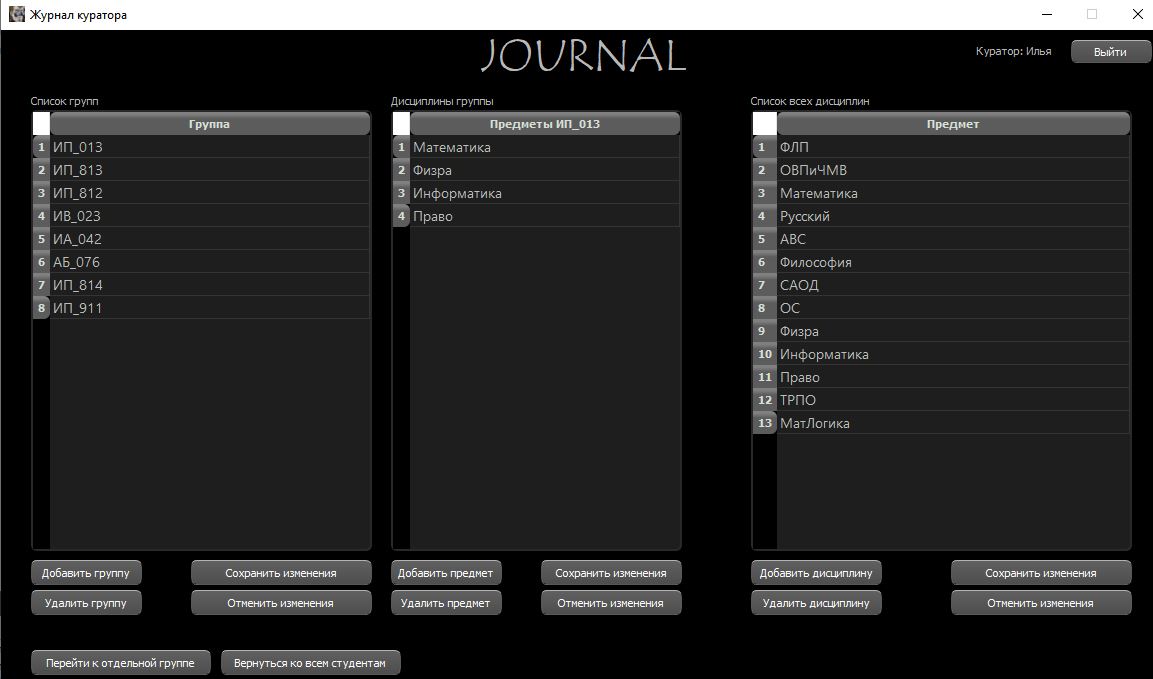 Журнал куратора
JOURNAL
Куратор: Илья
Выйти
Список групп
Группа
1 ИП_013
2 ИП_813
3 ИП_812
4 ИВ_023
5 ИА_042
6 АБ_076
7 ИП_814
8 ИП_911
Добавить группу
Сохранить изменения
Удалить группу
Отменить изменения
Дисциплины группы
Предметы ИП_013
1 Математика
2 Физра
3 Информатика
4 Право
Добавить предмет
Сохранить изменения
Удалить предмет
Отменить изменения
Список всех дисциплин
Предмет
1 ФЛП
2 ОВПиЧМВ
3 Математика
4 Русский
5 АВС
6 Философия
7 САОД
8 ОС
9 Физра
10 Информатика
11 Право
12 ТРПО
13 МатЛогика
Добавить дисциплину
Сохранить изменения
Удалить дисциплину
Отменить изменения
Перейти к отдельной группе
Вернуться ко всем студентам